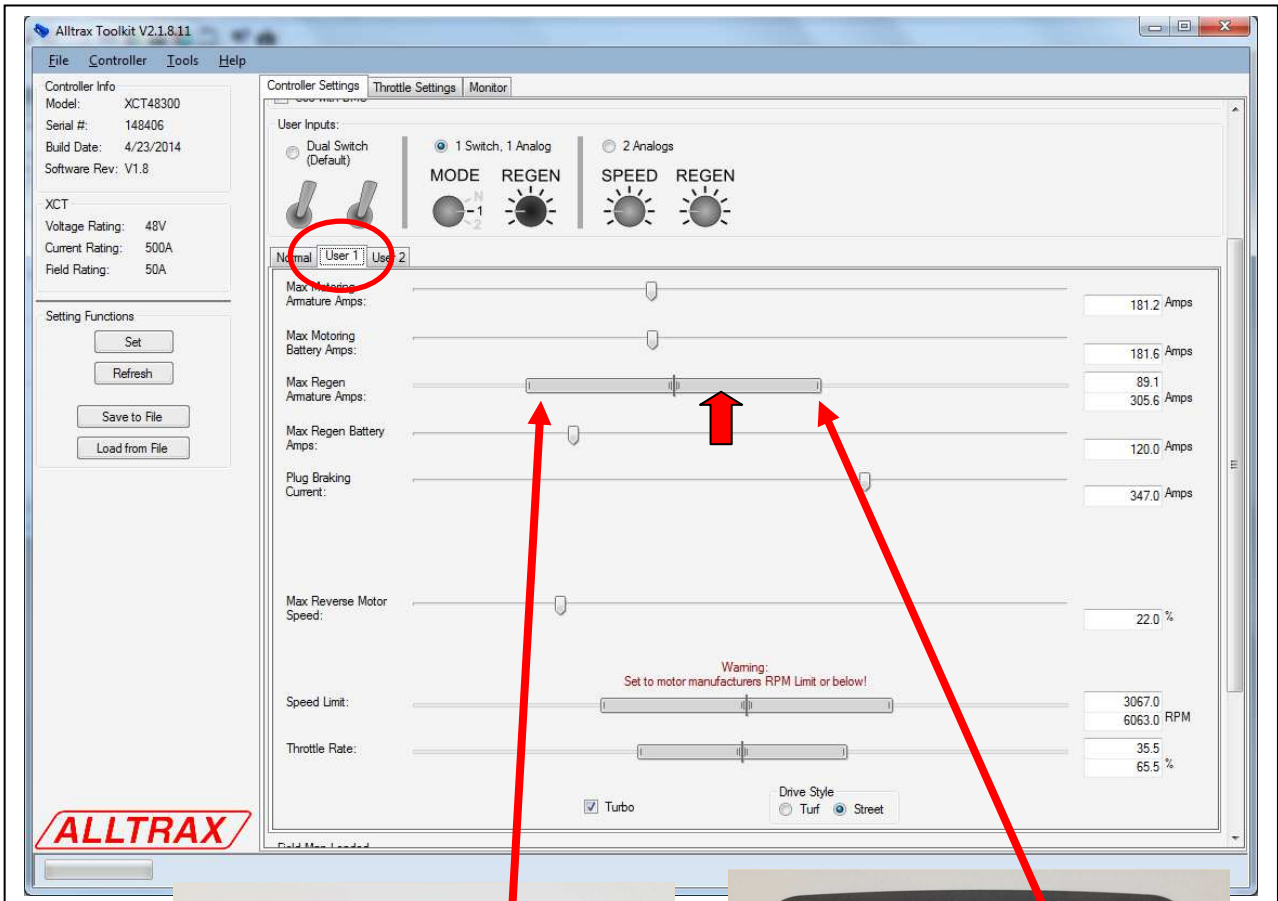 Alltrax Toolkit V2.1.8.11
File Controller Tools Help
Controller Info
Model: XCT48300
Serial #: 148406
Build Date: 4/23/2014
Software Rev: V1.8
XCT
Voltage Rating: 48V
Current Rating: 500A
Field Rating: 50A
Setting Functions
Set
Refresh
Save to File
Load from File
ALLTRAX
Controller Settings Throttle Settings Monitor
User Inputs:
Dual Switch
(Default)
1 Switch, 1 Analog
2 Analogs
MODE REGEN
N
1
2
SPEED REGEN
Normal User 1 User 2
Max Motoring
Armature Amps:
181.2 Amps
Max Motoring
Battery Amps:
181.6 Amps
Max Regen
Armature Amps:
89.1
305.6 Amps
Max Regen Battery
Amps:
120.0 Amps
Plug Braking
Current:
347.0 Amps
Max Reverse Motor
Speed:
22.0 %
Warning:
Set to motor manufacturers RPM Limit or below!
Speed Limit:
3067.0
6063.0 RPM
Throttle Rate:
35.5
65.5 %
Turbo
Drive Style
Turf Street